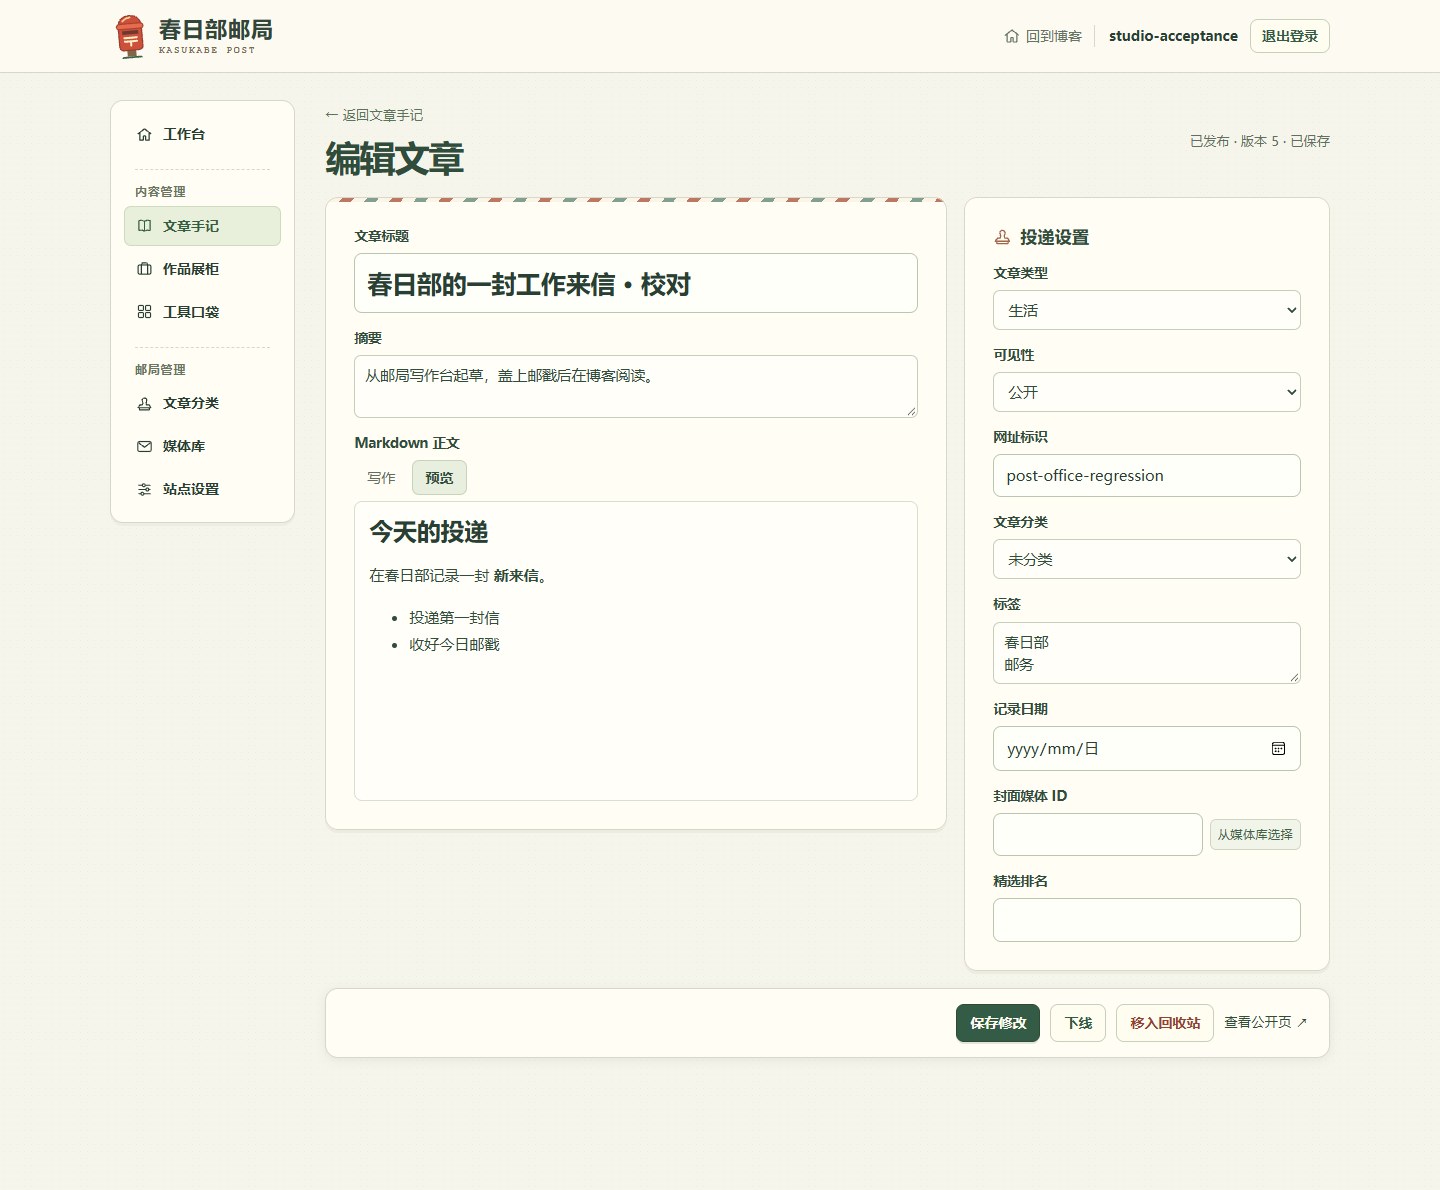 春日部邮局
KASUKABE POST
回到博客
studio-acceptance
退出登录
工作台
内容管理
文章手记
作品展柜
工具口袋
邮局管理
文章分类
媒体库
站点设置
← 返回文章手记
编辑文章
已发布 · 版本 5 · 已保存
文章标题
春日部的一封工作来信 • 校对
摘要
从邮局写作台起草，盖上邮戳后在博客阅读。
Markdown 正文
写作
预览
今天的投递
在春日部记录一封 新来信。
• 投递第一封信
• 收好今日邮戳
投递设置
文章类型
生活
可见性
公开
网址标识
post-office-regression
文章分类
未分类
标签
春日部
邮务
记录日期
yyyy/mm/日
封面媒体 ID
从媒体库选择
精选排名
保存修改
下线
移入回收站
查看公开页 ↗